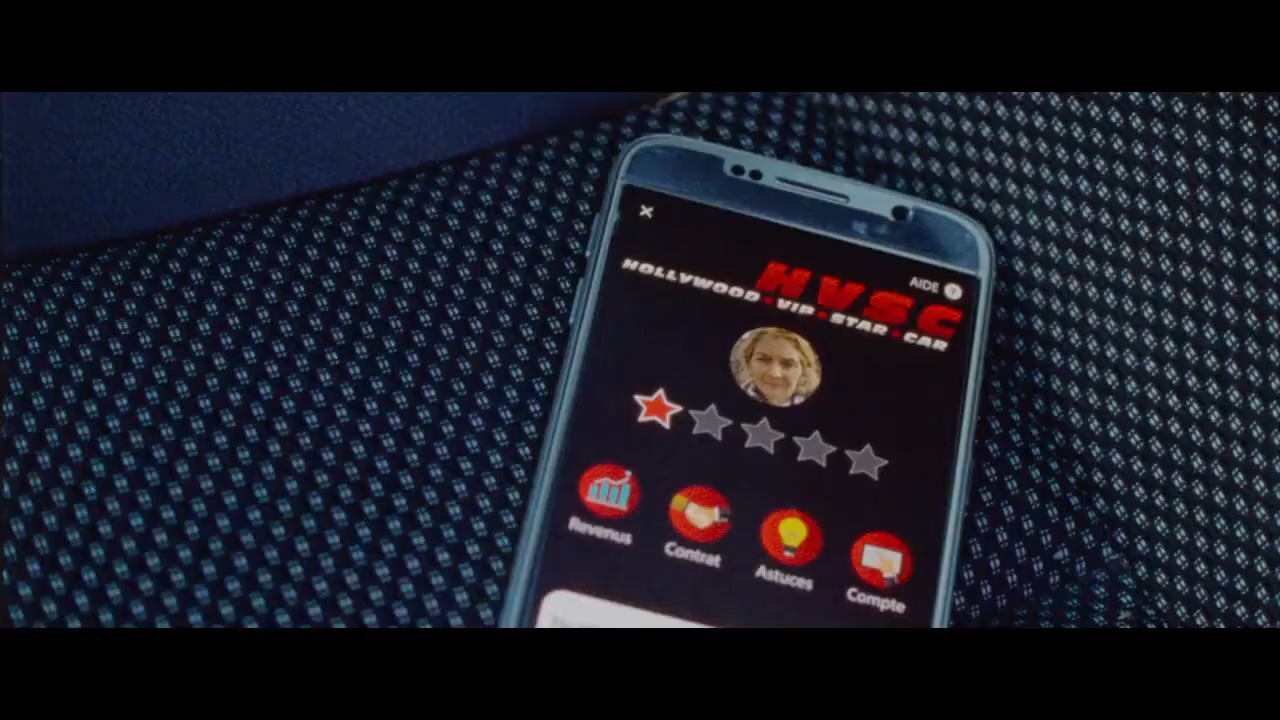 AIDE ?
HVSC
HOLLYWOOD • VIP • STAR • CAR
Revenus
Contrat
Astuces
Compte